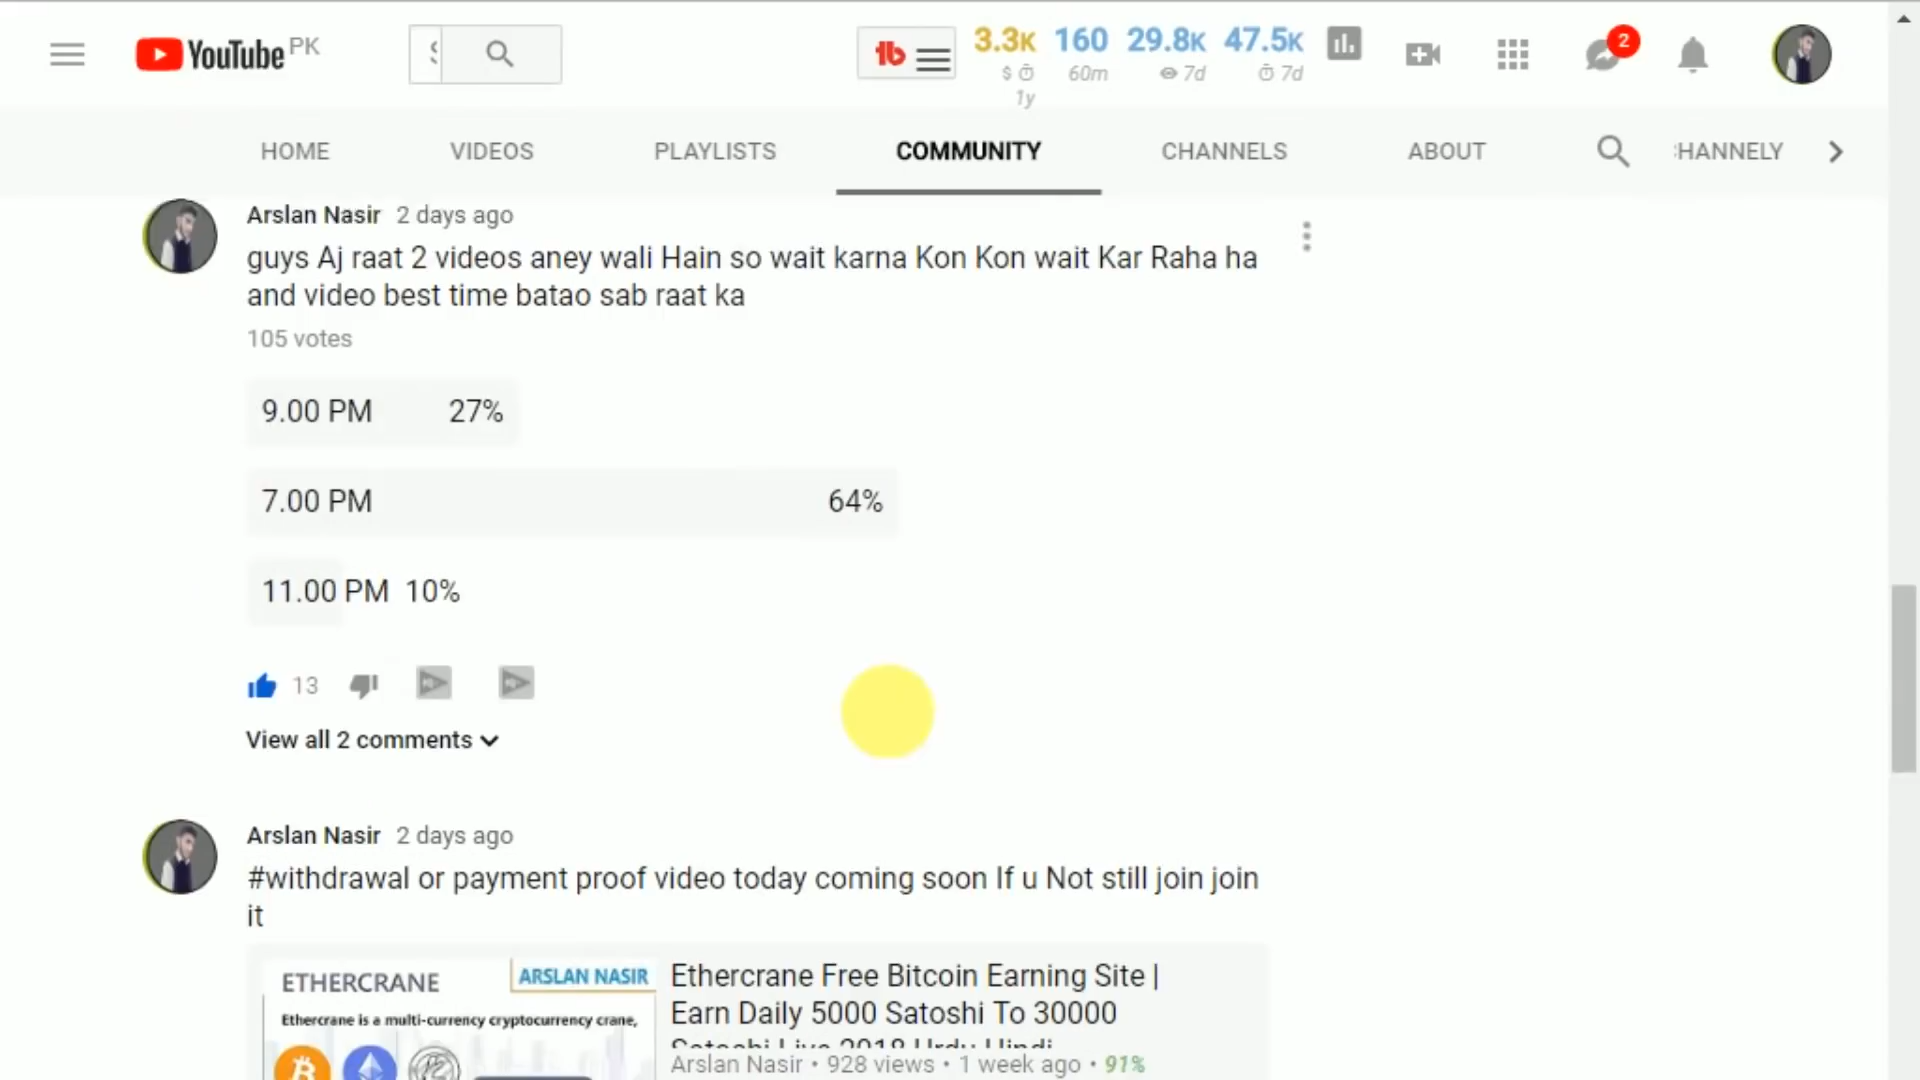 YouTube PK
3.3K 160 29.8K 47.5K
$ 60m 7d 7d
1y
2
HOME VIDEOS PLAYLISTS COMMUNITY CHANNELS ABOUT HANNELY
Arslan Nasir 2 days ago
guys Aj raat 2 videos aney wali Hain so wait karna Kon Kon wait Kar Raha ha
and video best time batao sab raat ka
105 votes
9.00 PM 27%
7.00 PM 64%
11.00 PM 10%
13
View all 2 comments
Arslan Nasir 2 days ago
#withdrawal or payment proof video today coming soon If u Not still join join
it
ETHERCRANE ARSLAN NASIR
Ethercrane is a multi-currency cryptocurrency crane,
Ethercrane Free Bitcoin Earning Site |
Earn Daily 5000 Satoshi To 30000
Satoshi Live 2018 Urdu Hindi
Arslan Nasir • 928 views • 1 week ago • 91%